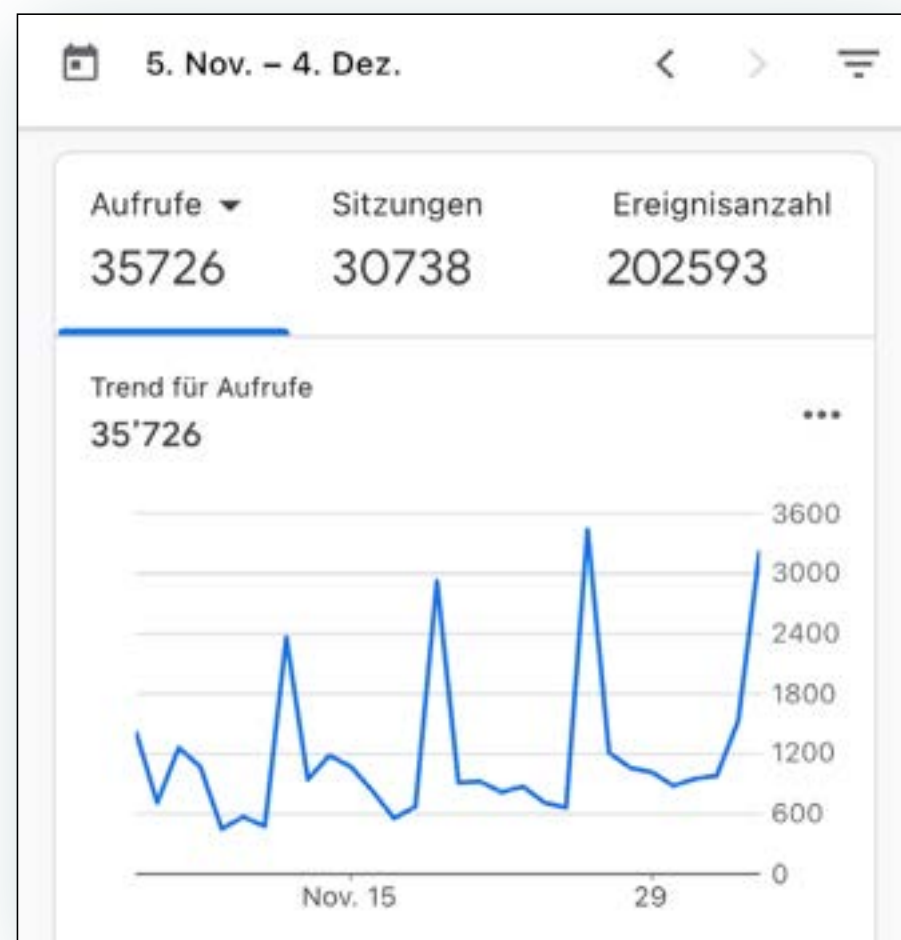 5. Nov. – 4. Dez.
Aufrufe Sitzungen Ereignisanzahl
35726 30738 202593
Trend für Aufrufe
35'726
3600
3000
2400
1800
1200
600
0
Nov. 15 29